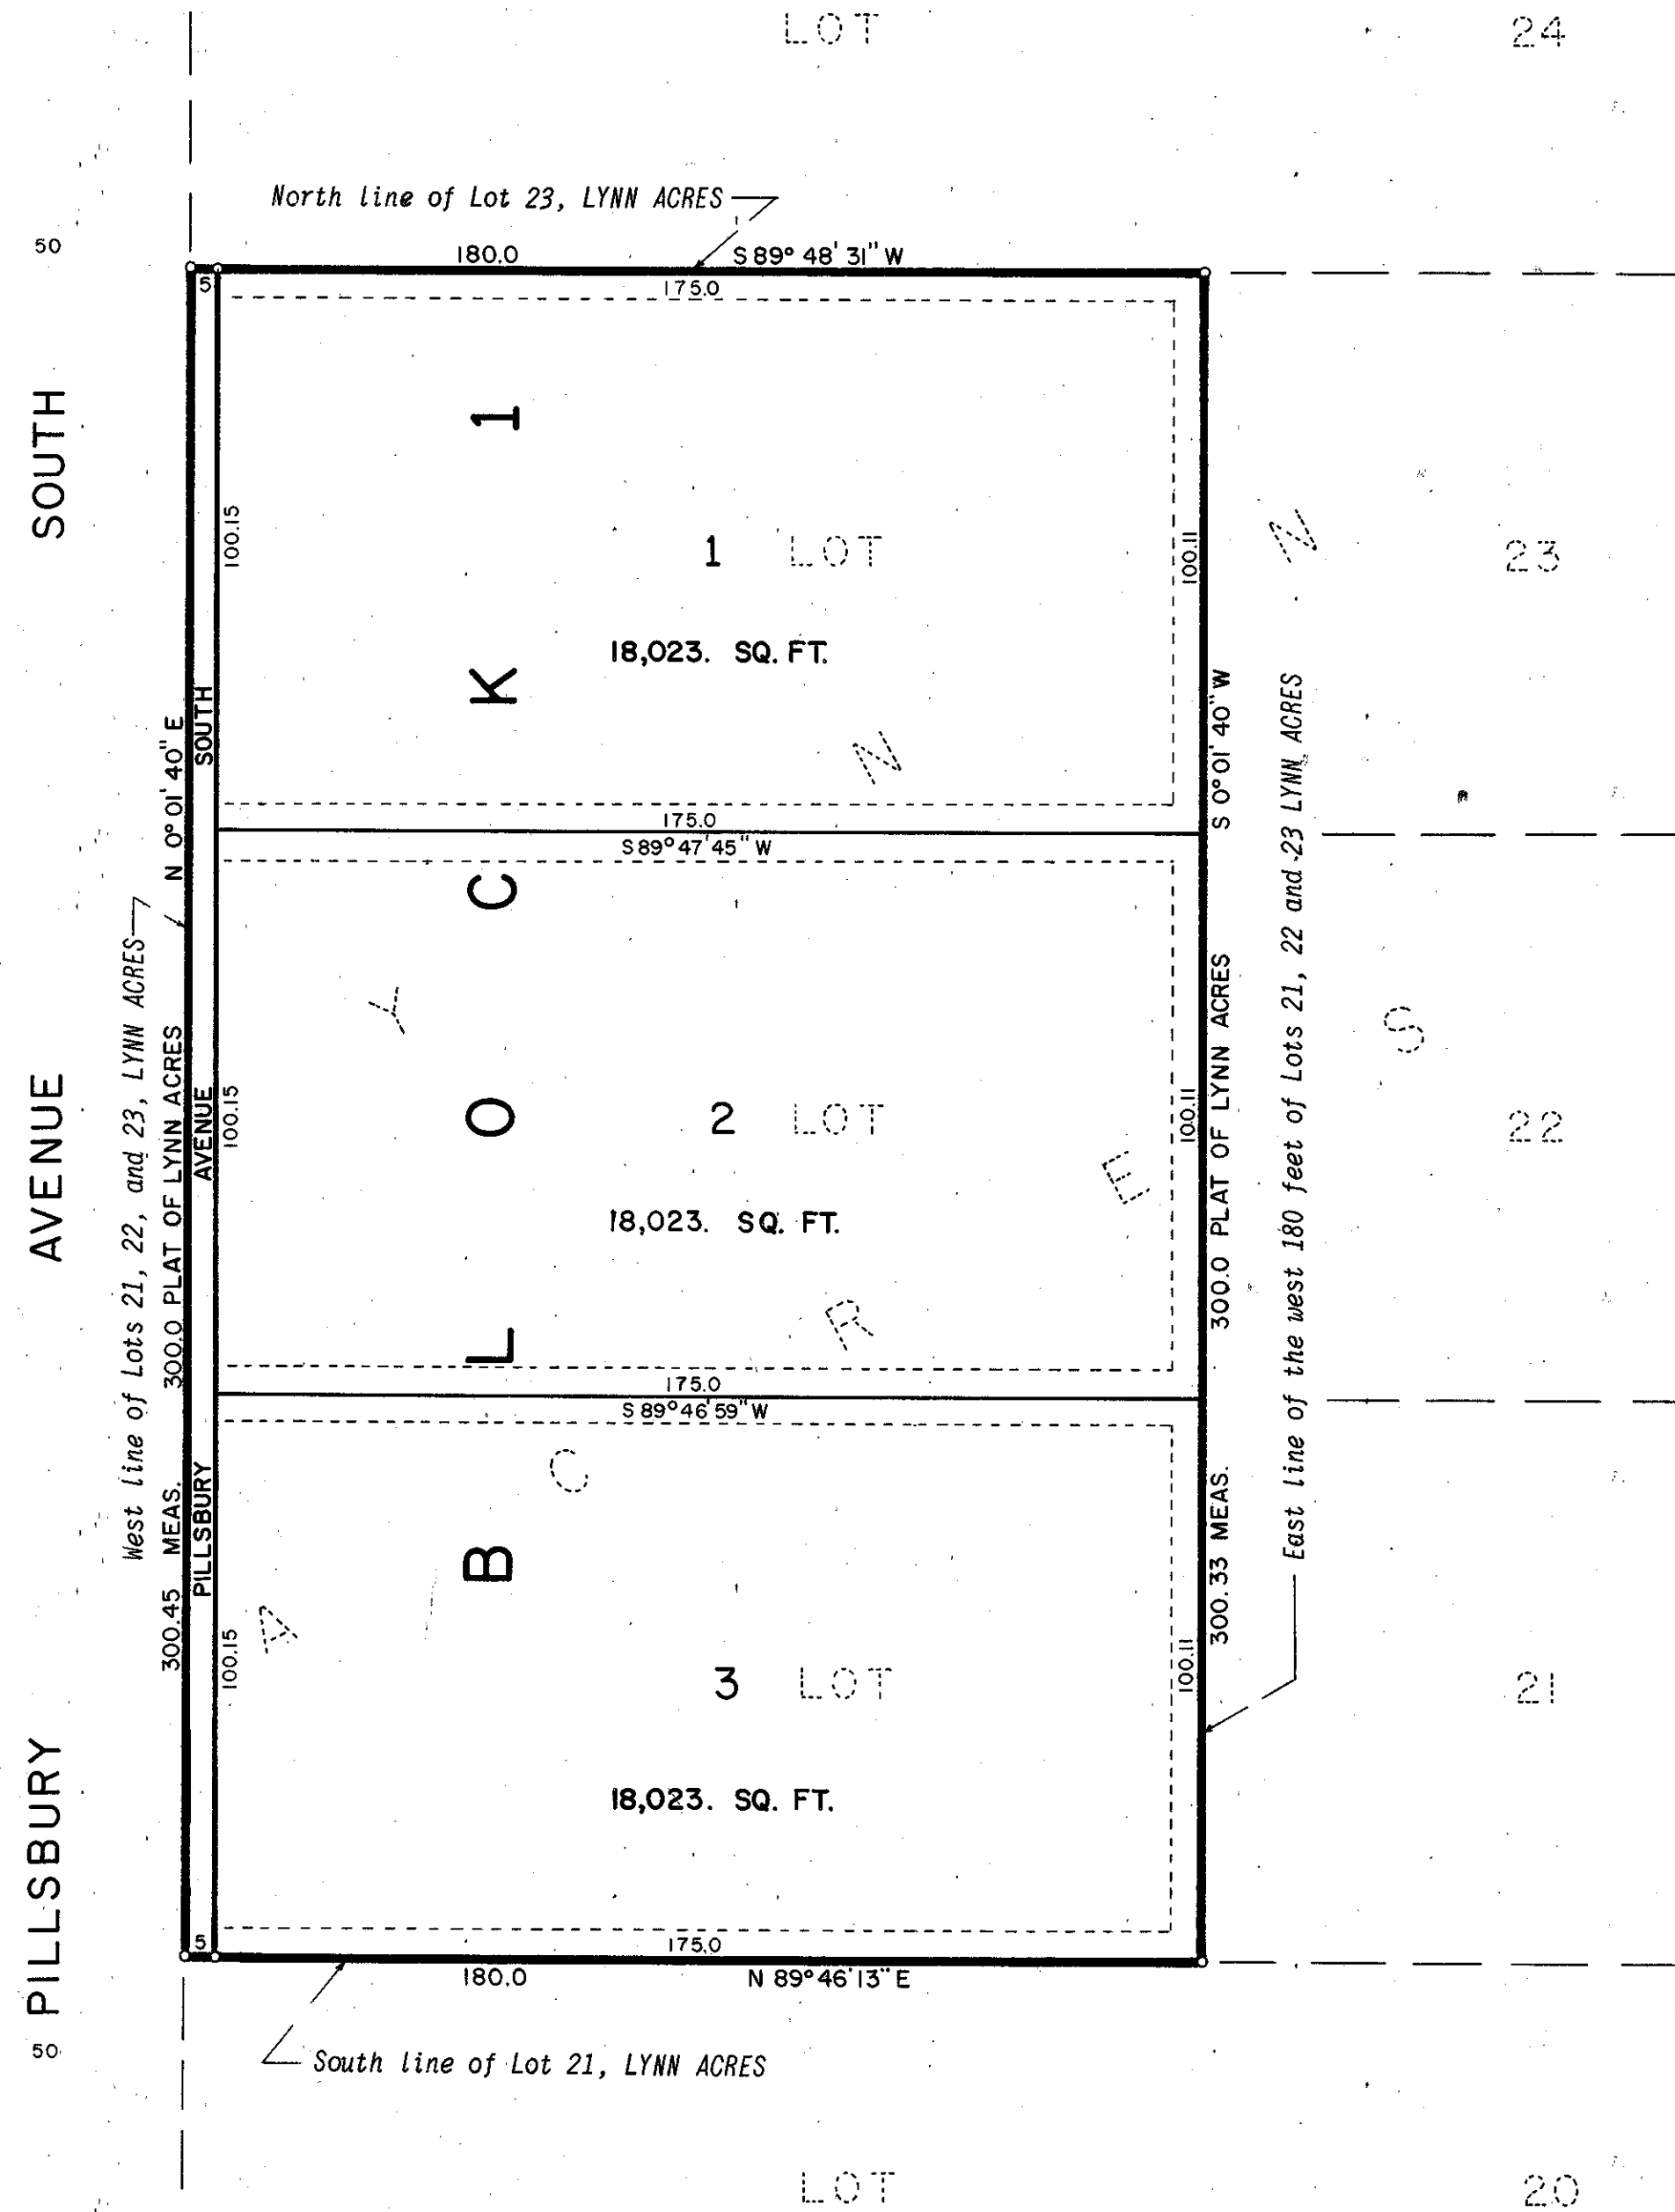 LOT 24
North line of Lot 23, LYNN ACRES
50
180.0 S 89° 48' 31" W
5 175.0
SOUTH
1
100.15
1 LOT
100.11
N
23
18,023. SQ. FT.
K
SOUTH
N 0° 01' 40" E
N
S 0° 01' 40" W
175.0
S 89° 47' 45" W
C
West line of Lots 21, 22, and 23, LYNN ACRES
300.0 PLAT OF LYNN ACRES
Y
S
AVENUE
AVENUE
100.15
O
2 LOT
100.11
300.0 PLAT OF LYNN ACRES
East line of the west 180 feet of Lots 21, 22 and 23 LYNN ACRES
22
E
18,023. SQ. FT.
R
L
175.0
S 89° 46' 59" W
C
300.45 MEAS.
PILLSBURY
B
300.33 MEAS.
A
100.15
3 LOT
100.11
21
PILLSBURY
18,023. SQ. FT.
5 175.0
180.0 N 89° 46' 13" E
50
South line of Lot 21, LYNN ACRES
LOT 20